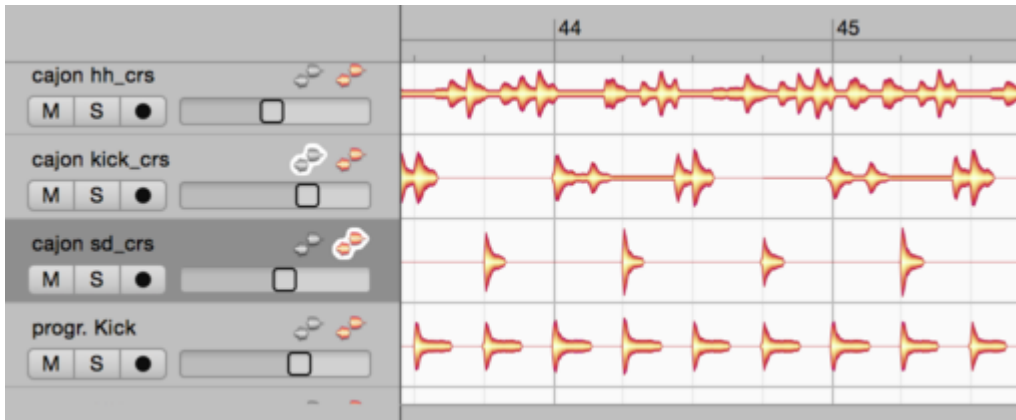 44 45
cajon hh_crs
M S
cajon kick_crs
M S
cajon sd_crs
M S
progr. Kick
M S